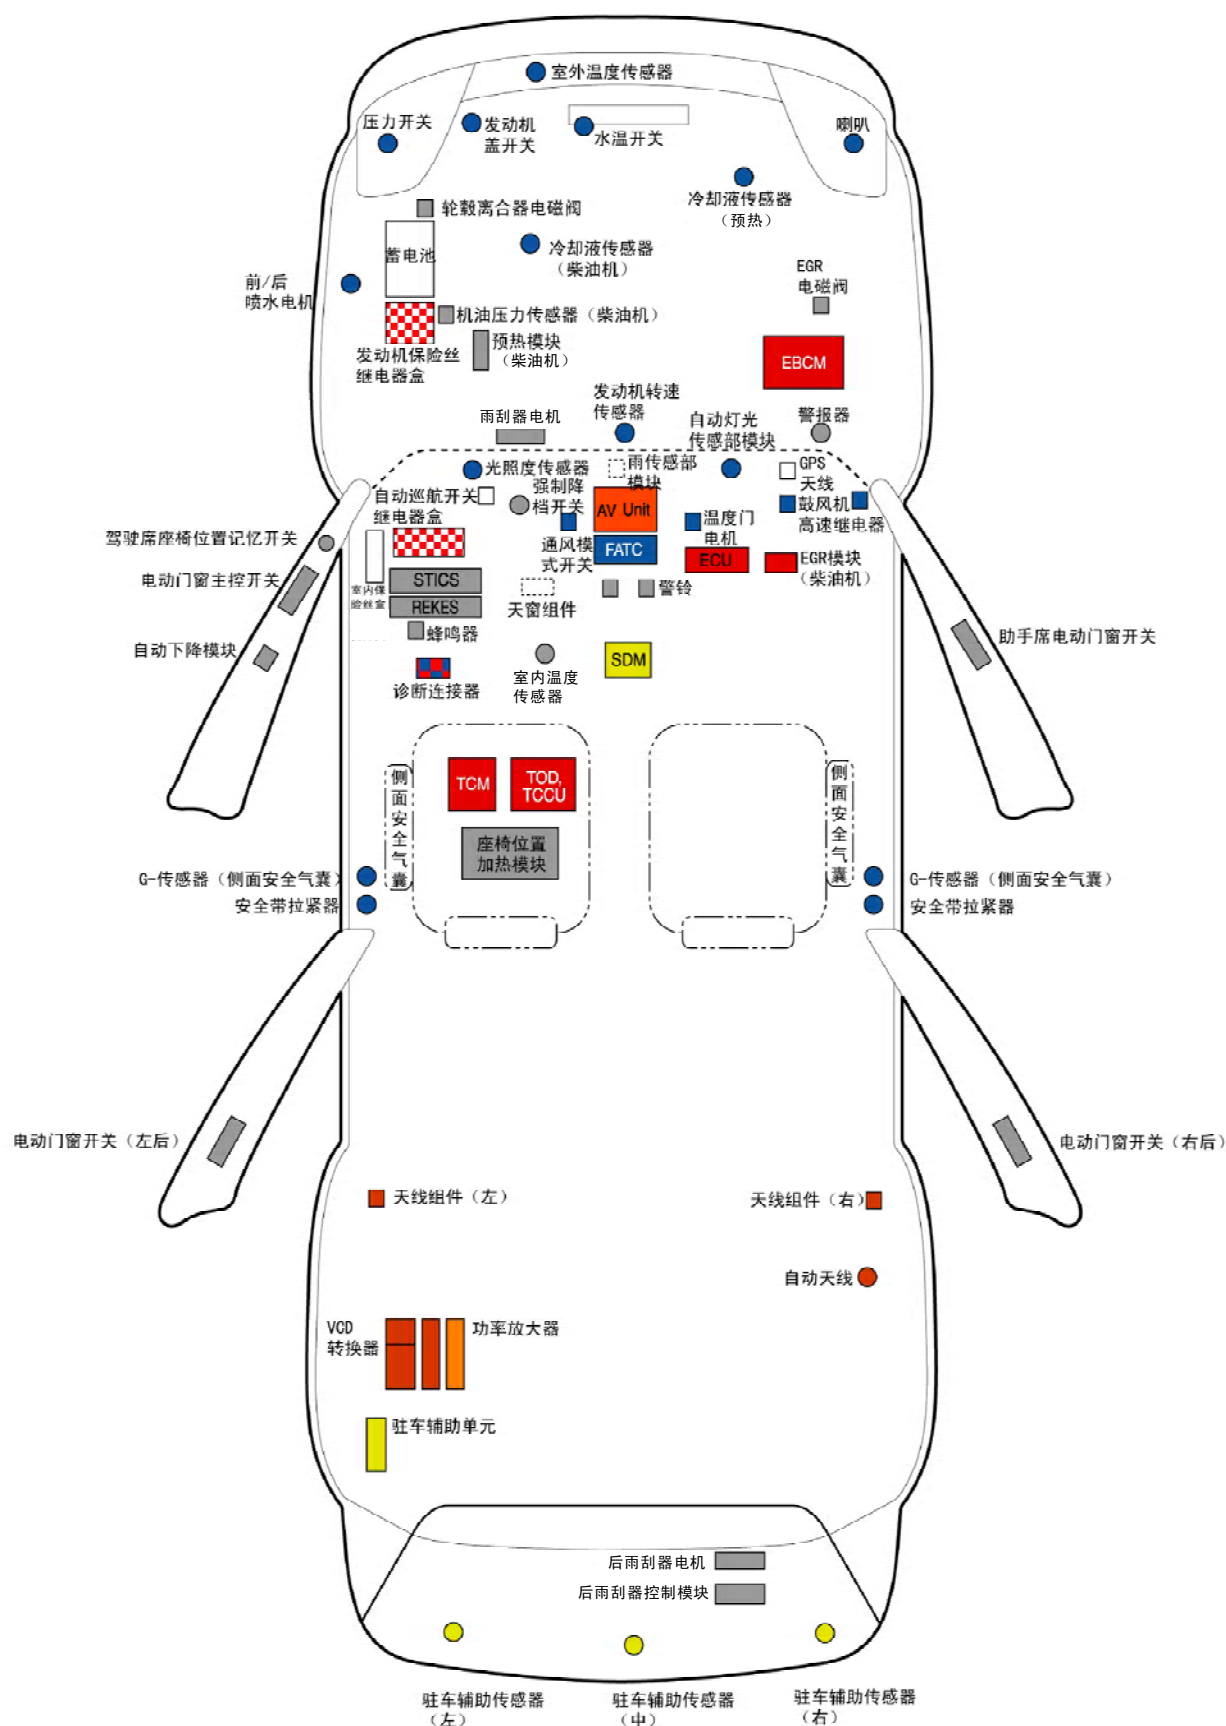 室外温度传感器
压力开关
发动机
盖开关
水温开关
喇叭
冷却液传感器
（预热）
轮毂离合器电磁阀
蓄电池
冷却液传感器
（柴油机）
前/后
喷水电机
EGR
电磁阀
机油压力传感器（柴油机）
发动机保险丝
继电器盒
预热模块
（柴油机）
EBCM
发动机转速
传感器
雨刮器电机
自动灯光
传感部模块
警报器
光照度传感器
雨传感部
模块
GPS
天线
自动巡航开关
继电器盒
强制降
档开关
AV Unit
鼓风机
高速继电器
温度门
电机
通风模
式开关
FATC
ECU
EGR模块
（柴油机）
驾驶席座椅位置记忆开关
电动门窗主控开关
自动下降模块
室内保
险丝盒
STICS
REKES
蜂鸣器
天窗组件
警铃
诊断连接器
室内温度
传感器
SDM
助手席电动门窗开关
TCM
TOD,
TCCU
座椅位置
加热模块
侧面安全气囊
侧面安全气囊
G-传感器（侧面安全气囊）
安全带拉紧器
G-传感器（侧面安全气囊）
安全带拉紧器
电动门窗开关（左后）
电动门窗开关（右后）
天线组件（左）
天线组件（右）
自动天线
VCD
转换器
功率放大器
驻车辅助单元
后雨刮器电机
后雨刮器控制模块
驻车辅助传感器
（左）
驻车辅助传感器
（中）
驻车辅助传感器
（右）